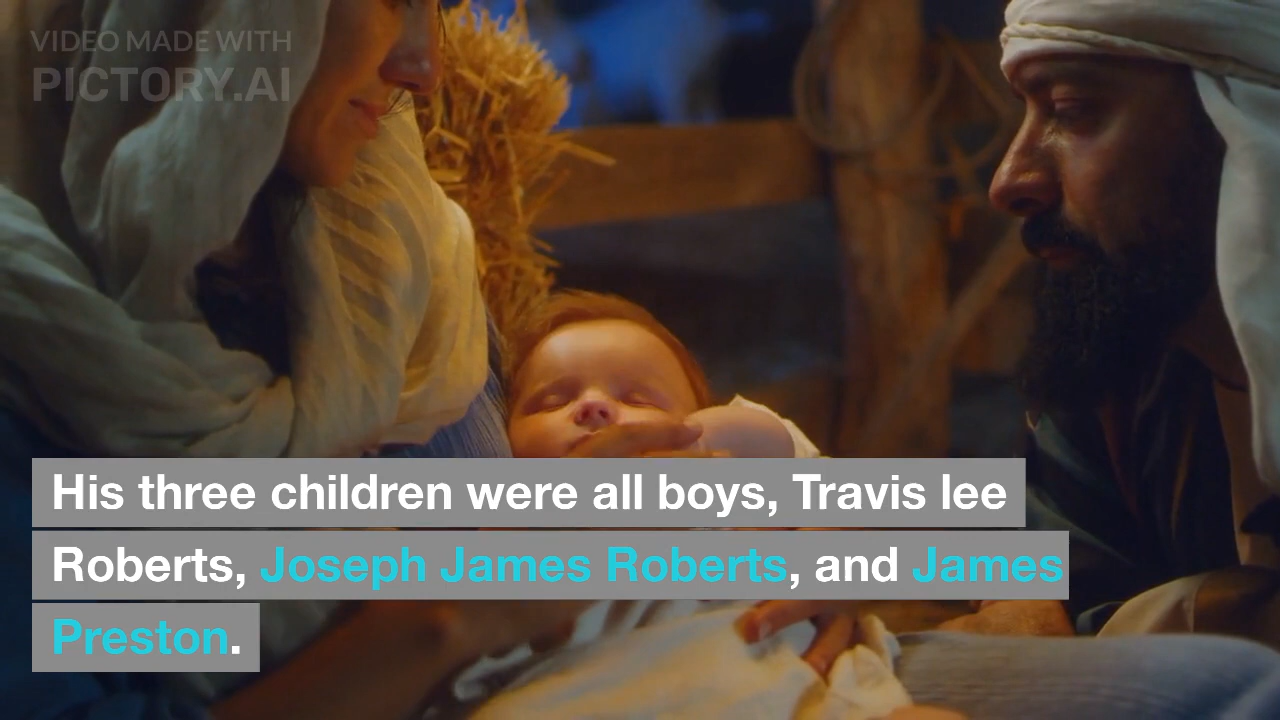 VIDEO MADE WITH
PICTORY.AI
His three children were all boys, Travis lee
Roberts, Joseph James Roberts, and James
Preston.